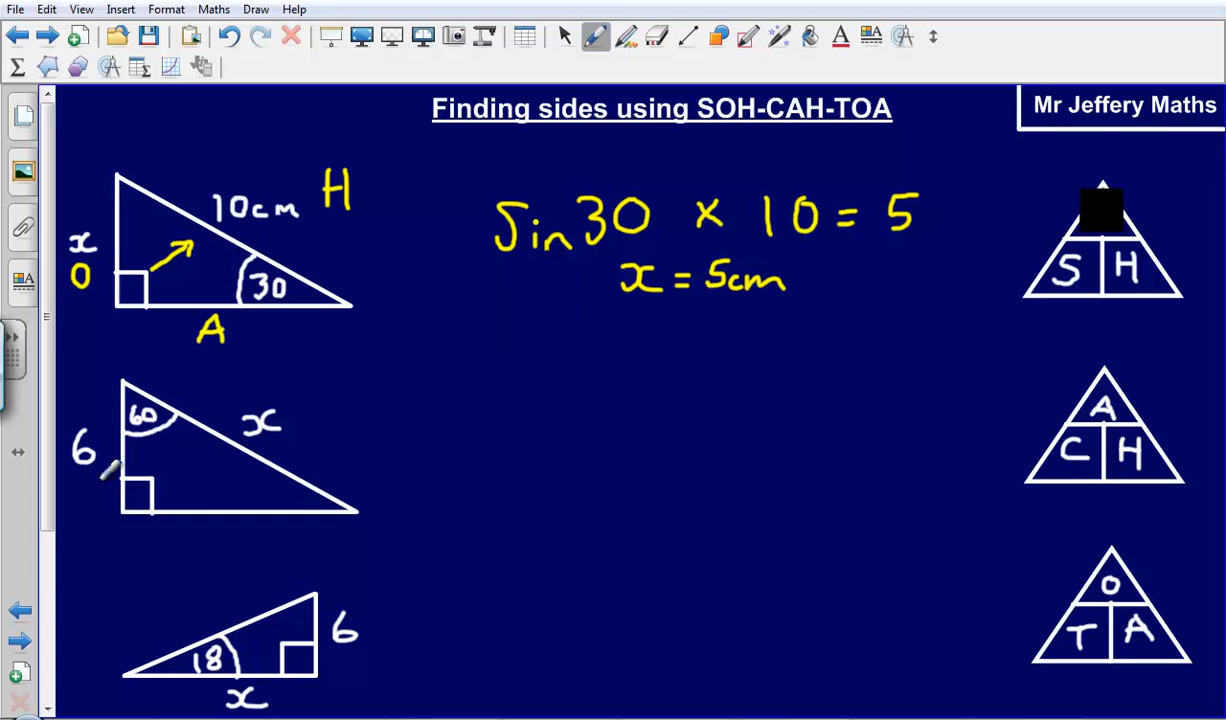 File Edit View Insert Format Maths Draw Help
Finding sides using SOH-CAH-TOA
Mr Jeffery Maths
10cm H
x
O
30
A
Sin30 × 10 = 5
x = 5cm
S H
60
x
6
A
C H
18
6
x
O
T A